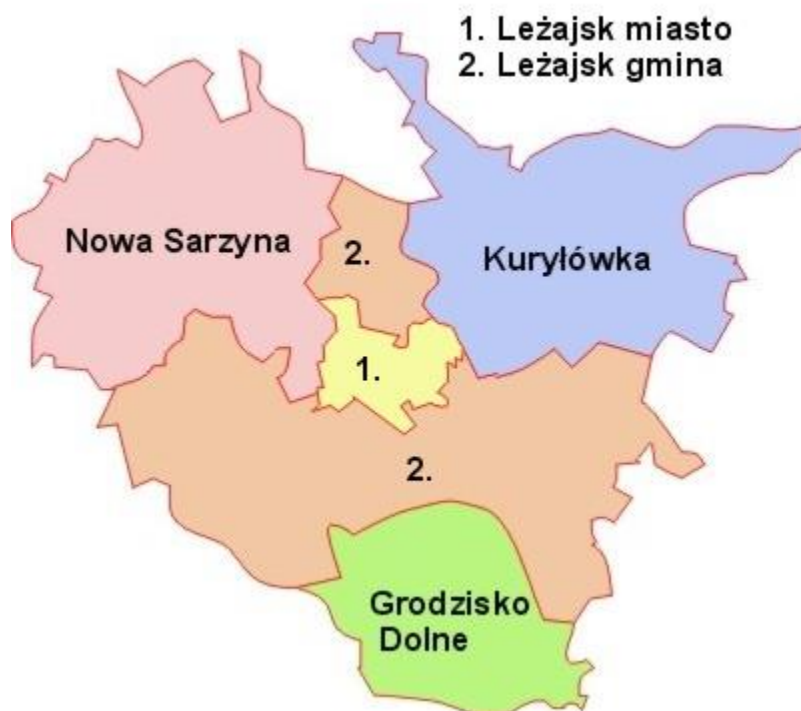 1. Leżajsk miasto
2. Leżajsk gmina
Nowa Sarzyna
2.
Kuryłówka
1.
2.
Grodzisko
Dolne